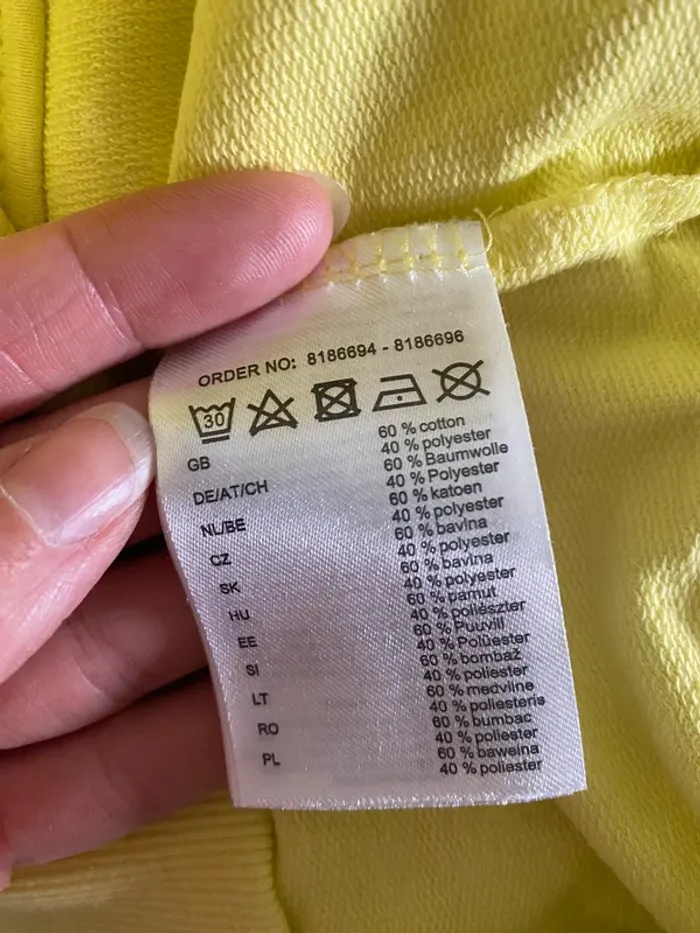 ORDER NO: 8186694 - 8186696
30
GB 60 % cotton
40 % polyester
DE/AT/CH 60 % Baumwolle
40 % Polyester
NL/BE 60 % katoen
40 % polyester
CZ 60 % bavlna
40 % polyester
SK 60 % bavlna
40 % polyester
HU 60 % pamut
40 % poliészter
EE 60 % Puuvill
40 % Polüester
SI 60 % bombaž
40 % poliester
LT 60 % medvilne
40 % poliesteris
RO 60 % bumbac
40 % poliester
PL 60 % bawełna
40 % poliester